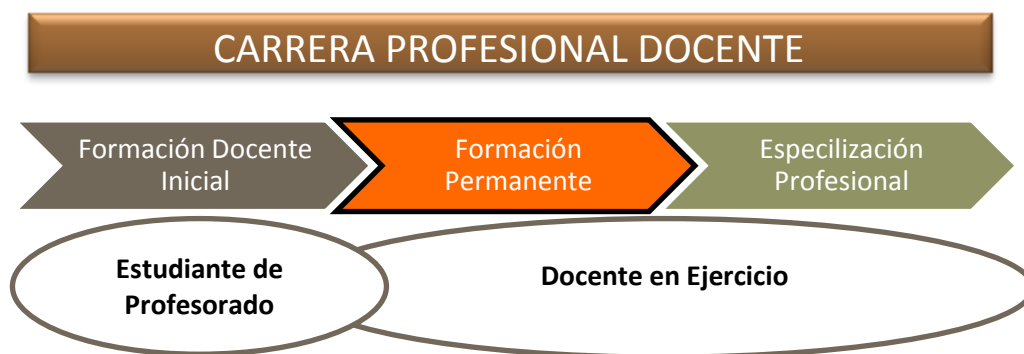 CARRERA PROFESIONAL DOCENTE
Formación Docente
Inicial
Formación
Permanente
Especilización
Profesional
Estudiante de
Profesorado
Docente en Ejercicio